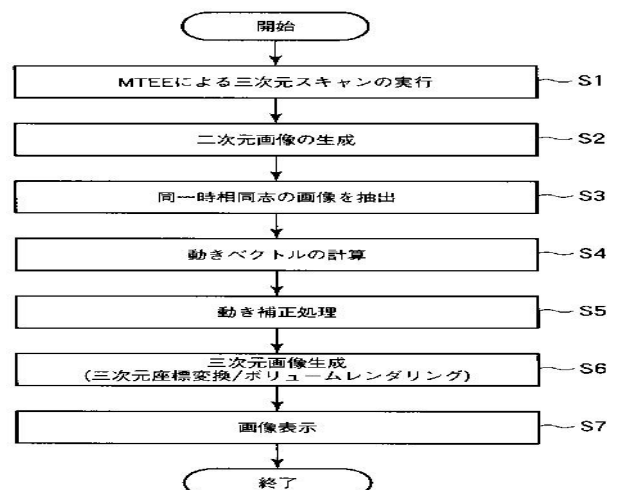 開始
MTEEによる三次元スキャンの実行 S1
二次元画像の生成 S2
同一時相同志の画像を抽出 S3
動きベクトルの計算 S4
動き補正処理 S5
三次元画像生成
(三次元座標変換/ボリュームレンダリング) S6
画像表示 S7
終了